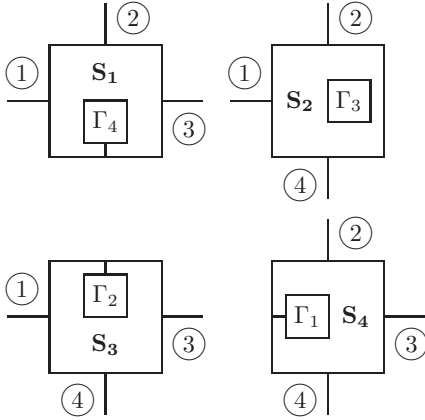 ② ②
① S₁ ① S₂ Γ₃
Γ₄ ③
④
② 
① Γ₂ Γ₁ S₄
S₃ ③ ③
④ ④